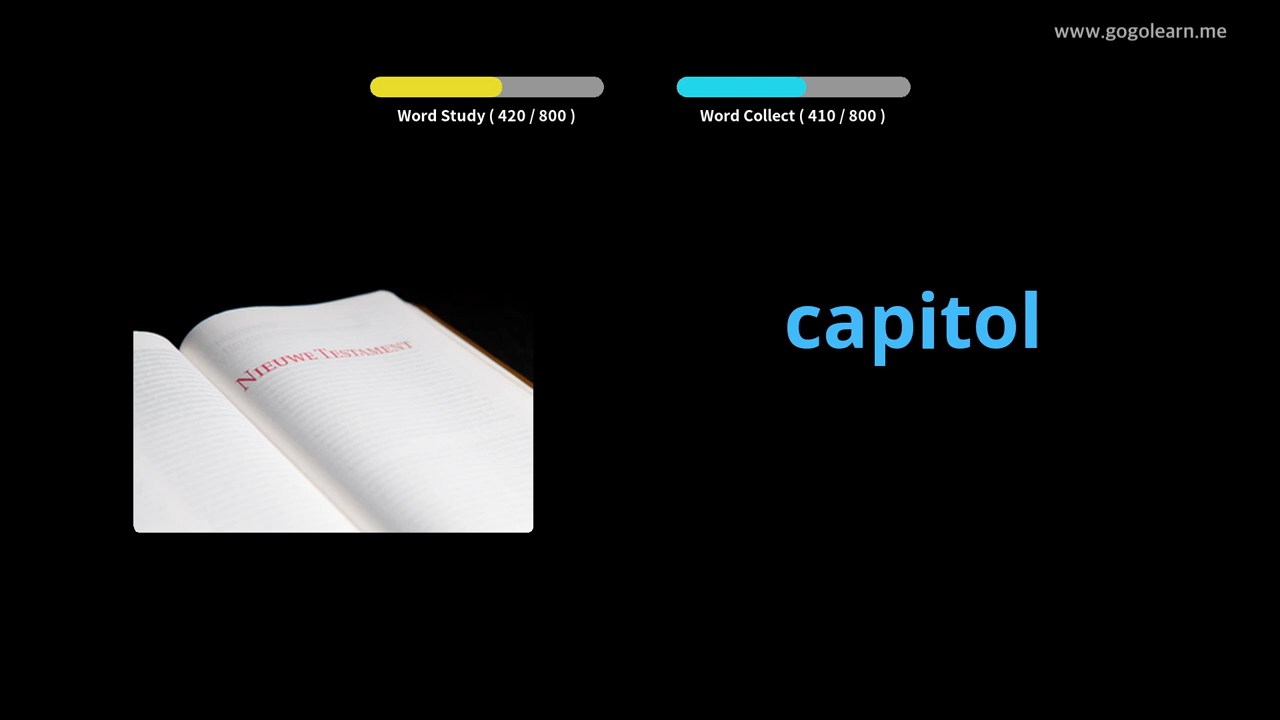 www.gogolearn.me
Word Study ( 420 / 800 )
Word Collect ( 410 / 800 )
capitol
NIEUWE TESTAMENT